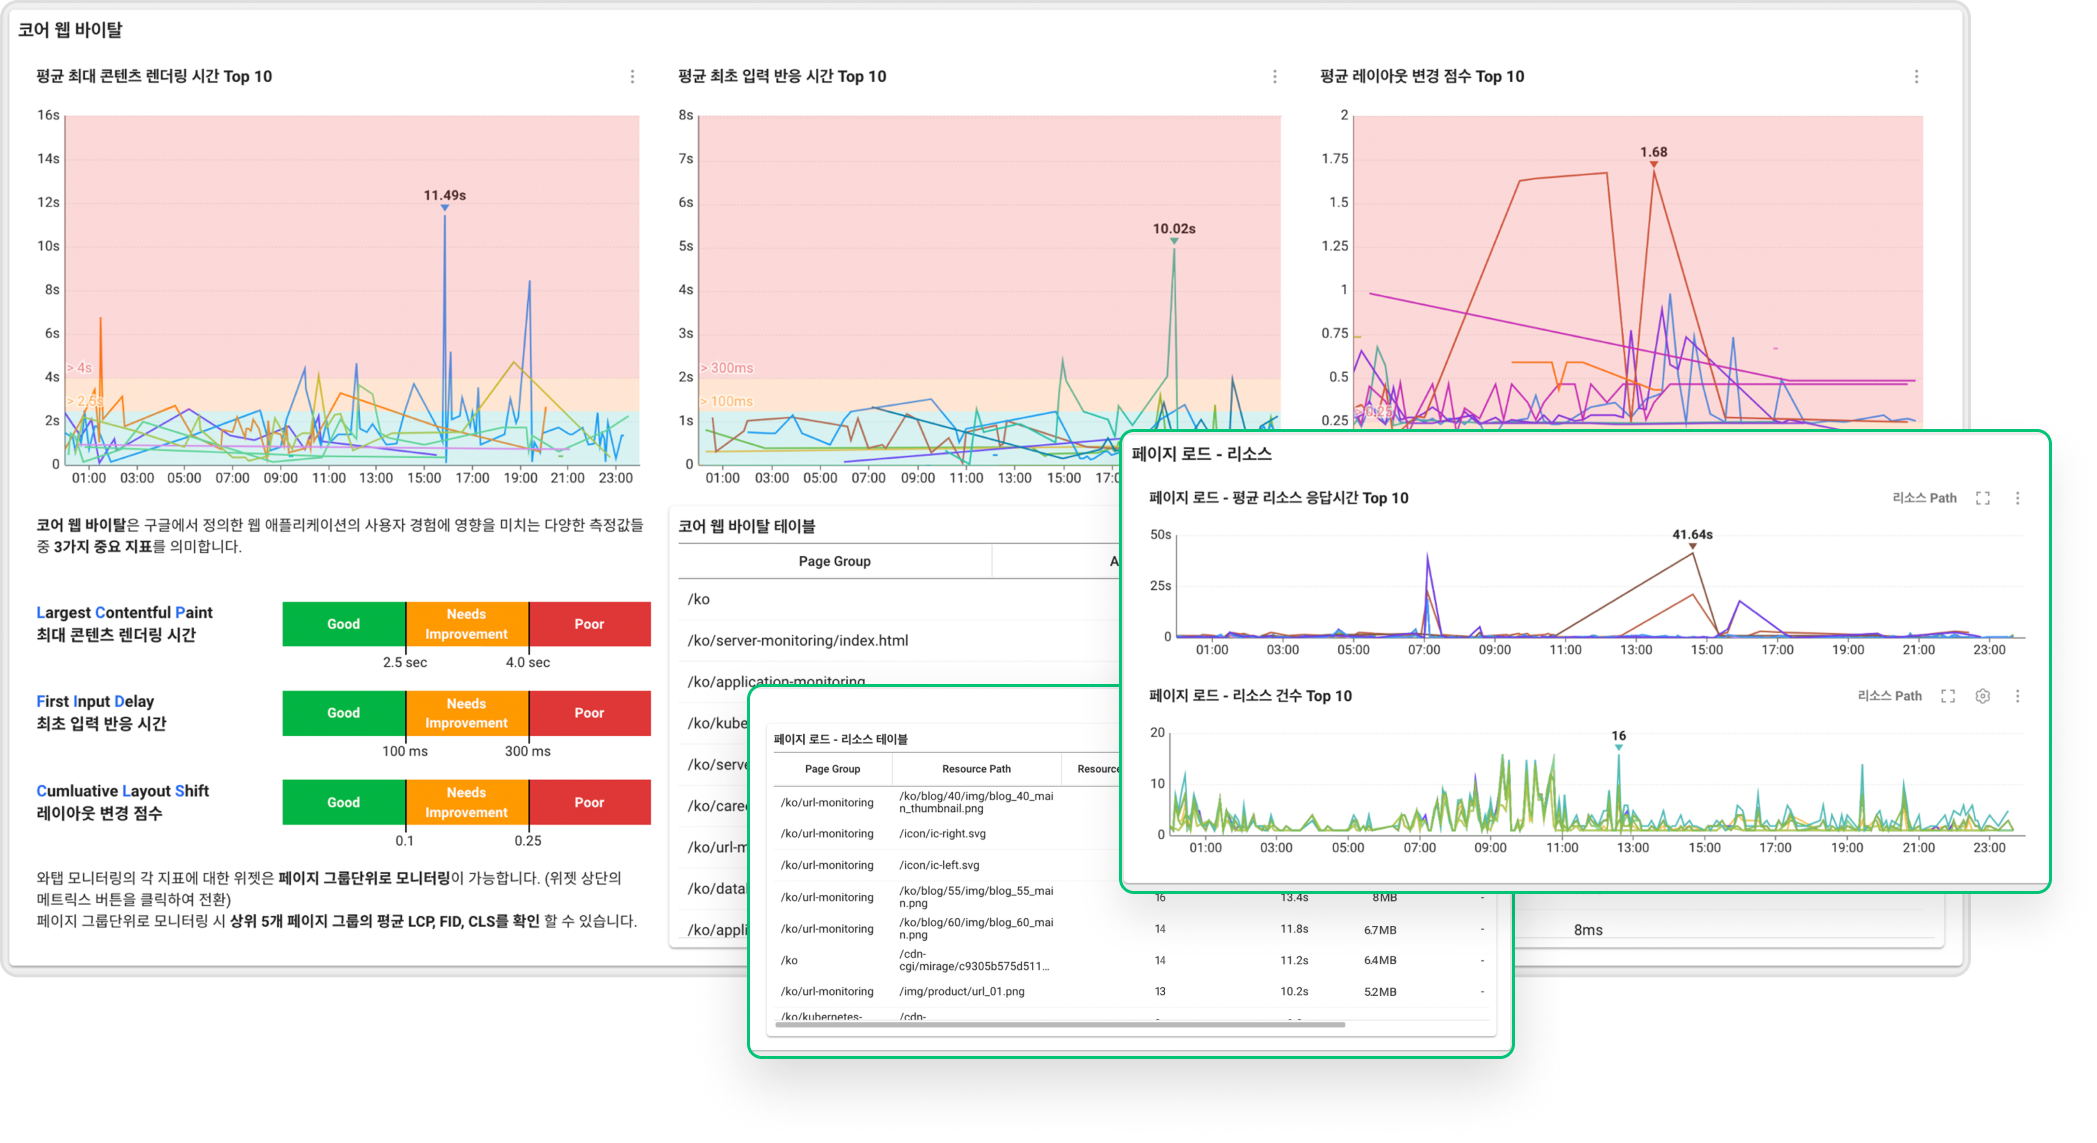 코어 웹 바이탈
평균 최대 콘텐츠 렌더링 시간 Top 10
16s
14s
12s
10s
8s
6s
4s
2s
0
11.49s
> 4s
> 2.5s
01:00 03:00 05:00 07:00 09:00 11:00 13:00 15:00 17:00 19:00 21:00 23:00
평균 최초 입력 반응 시간 Top 10
8s
7s
6s
5s
4s
3s
2s
1s
0
10.02s
> 300ms
> 100ms
01:00 03:00 05:00 07:00 09:00 11:00 13:00 15:00 17:0
평균 레이아웃 변경 점수 Top 10
2
1.75
1.5
1.25
1
0.75
0.5
0.25
1.68
> 0.25
코어 웹 바이탈은 구글에서 정의한 웹 애플리케이션의 사용자 경험에 영향을 미치는 다양한 측정값들
중 3가지 중요 지표를 의미합니다.
Largest Contentful Paint
최대 콘텐츠 렌더링 시간
Good
Needs
Improvement
Poor
2.5 sec 4.0 sec
First Input Delay
최초 입력 반응 시간
Good
Needs
Improvement
Poor
100 ms 300 ms
Cumluative Layout Shift
레이아웃 변경 점수
Good
Needs
Improvement
Poor
0.1 0.25
와탭 모니터링의 각 지표에 대한 위젯은 페이지 그룹단위로 모니터링이 가능합니다. (위젯 상단의
메트릭스 버튼을 클릭하여 전환)
페이지 그룹단위로 모니터링 시 상위 5개 페이지 그룹의 평균 LCP, FID, CLS를 확인 할 수 있습니다.
코어 웹 바이탈 테이블
Page Group A
/ko
/ko/server-monitoring/index.html
/ko/application-monitoring
/ko/kube
/ko/serve
/ko/care
/ko/url-m
/ko/data
/ko/appli
8ms
페이지 로드 - 리소스 테이블
Page Group Resource Path Resource
/ko/url-monitoring /ko/blog/40/img/blog_40_mai
n_thumbnail.png
/ko/url-monitoring /icon/ic-right.svg
/ko/url-monitoring /icon/ic-left.svg
/ko/url-monitoring /ko/blog/55/img/blog_55_mai
n.png 16 13.4s 8MB -
/ko/url-monitoring /ko/blog/60/img/blog_60_mai
n.png 14 11.8s 6.7MB -
/ko /cdn-
cgi/mirage/c9305b575d511... 14 11.2s 6.4MB -
/ko/url-monitoring /img/product/url_01.png 13 10.2s 5.2MB -
/ko/kubernetes- /cdn-
페이지 로드 - 리소스
페이지 로드 - 평균 리소스 응답시간 Top 10
리소스 Path
50s
25s
0
41.64s
01:00 03:00 05:00 07:00 09:00 11:00 13:00 15:00 17:00 19:00 21:00 23:00
페이지 로드 - 리소스 건수 Top 10
리소스 Path
20
10
0
16
01:00 03:00 05:00 07:00 09:00 11:00 13:00 15:00 17:00 19:00 21:00 23:00